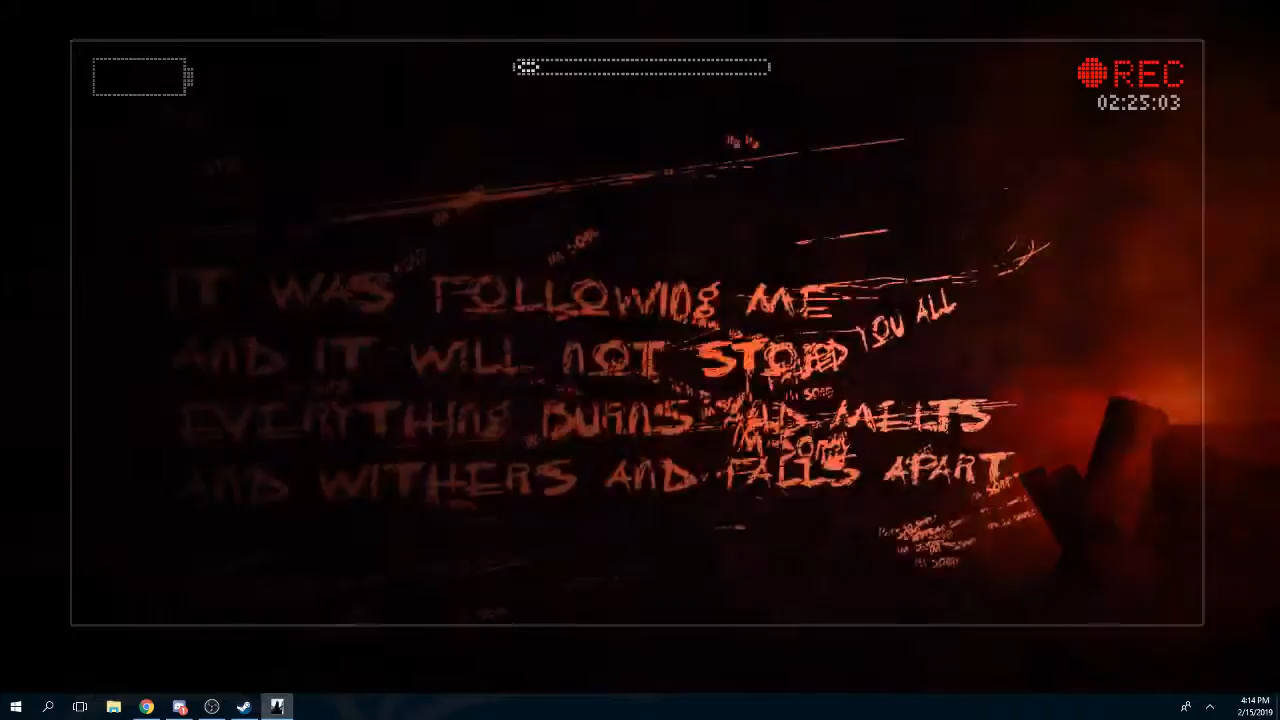 REC
02:25:03
IT WAS FOLLOWING ME
YOU ALL
AND IT WILL NOT STOP
EVERYTHING BURNS AND MELTS
I'M SORRY
AND WITHERS AND FALLS APART
4:14 PM
2/15/2019